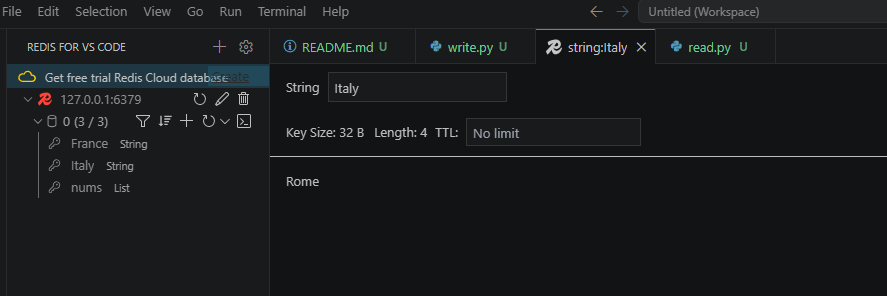 File Edit Selection View Go Run Terminal Help Untitled (Workspace)
REDIS FOR VS CODE
README.md U write.py U string:Italy read.py U
Get free trial Redis Cloud database Create
127.0.0.1:6379
0 (3 / 3)
France String
Italy String
nums List
String Italy
Key Size: 32 B Length: 4 TTL: No limit
Rome